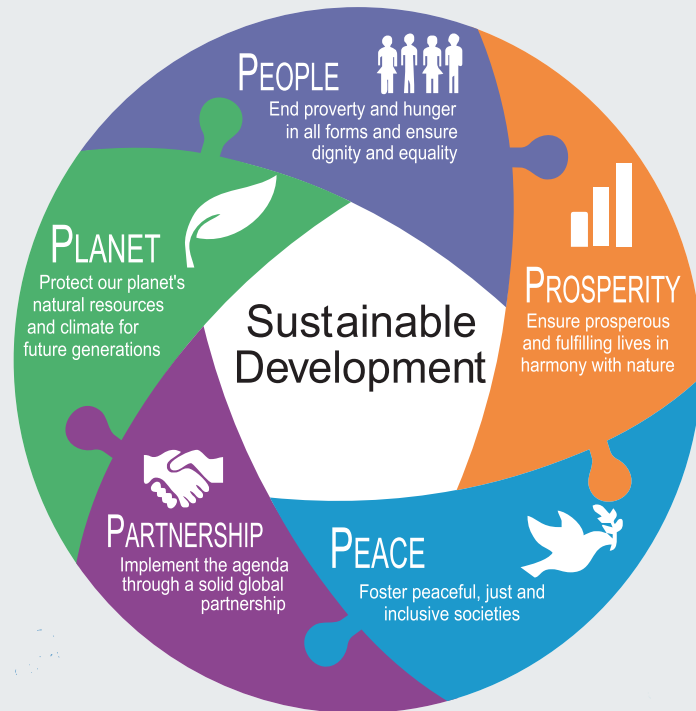 PEOPLE
End proverty and hunger
in all forms and ensure
dignity and equality
PLANET
Protect our planet's
natural resources
and climate for
future generations
PROSPERITY
Ensure prosperous
and fulfilling lives in
harmony with nature
Sustainable
Development
PARTNERSHIP
Implement the agenda
through a solid global
partnership
PEACE
Foster peaceful, just and
inclusive societies